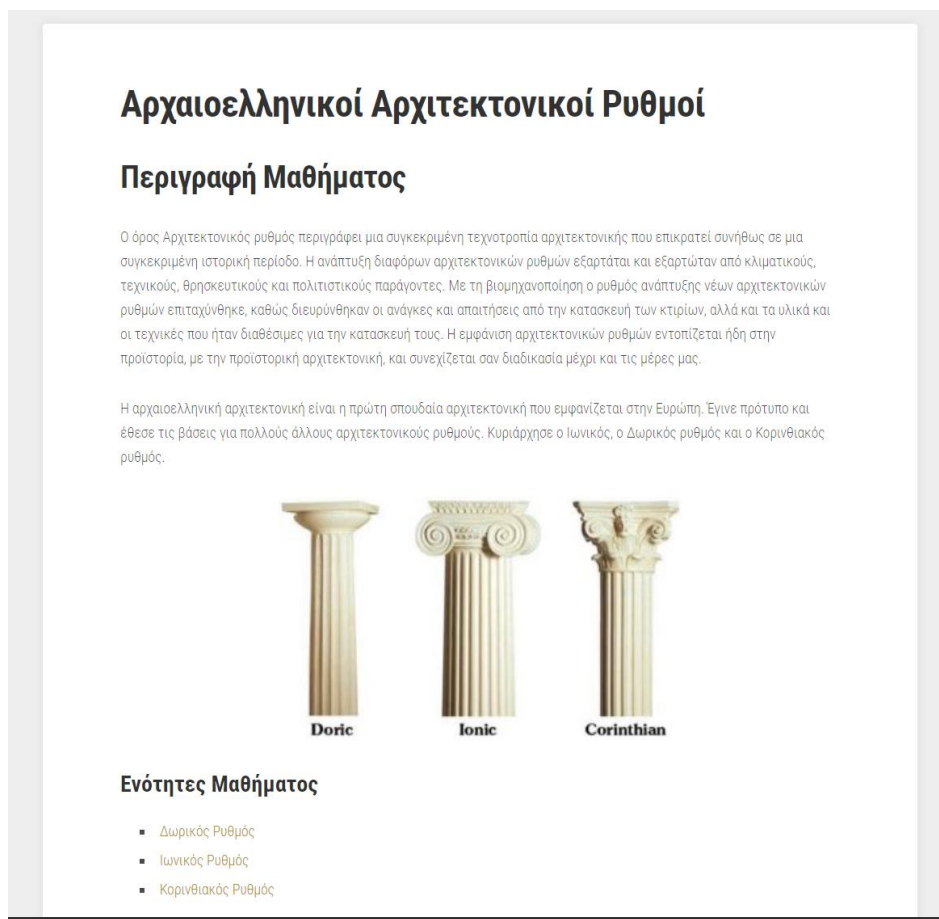 Αρχαιοελληνικοί Αρχιτεκτονικοί Ρυθμοί
Περιγραφή Μαθήματος
Ο όρος Αρχιτεκτονικός ρυθμός περιγράφει μια συγκεκριμένη τεχνοτροπία αρχιτεκτονικής που επικρατεί συνήθως σε μια
συγκεκριμένη ιστορική περίοδο. Η ανάπτυξη διαφόρων αρχιτεκτονικών ρυθμών εξαρτάται και εξαρτώταν από κλιματικούς,
τεχνικούς, θρησκευτικούς και πολιτιστικούς παράγοντες. Με τη βιομηχανοποίηση ο ρυθμός ανάπτυξης νέων αρχιτεκτονικών
ρυθμών επιταχύνθηκε, καθώς διευρύνθηκαν οι ανάγκες και απαιτήσεις από την κατασκευή των κτιρίων, αλλά και τα υλικά και
οι τεχνικές που ήταν διαθέσιμες για την κατασκευή τους. Η εμφάνιση αρχιτεκτονικών ρυθμών εντοπίζεται ήδη στην
προϊστορία, με την προϊστορική αρχιτεκτονική, και συνεχίζεται σαν διαδικασία μέχρι και τις μέρες μας.
Η αρχαιοελληνική αρχιτεκτονική είναι η πρώτη σπουδαία αρχιτεκτονική που εμφανίζεται στην Ευρώπη. Έγινε πρότυπο και
έθεσε τις βάσεις για πολλούς άλλους αρχιτεκτονικούς ρυθμούς. Κυριάρχησε ο Ιωνικός, ο Δωρικός ρυθμός και ο Κορινθιακός
ρυθμός.
Doric Ionic Corinthian
Ενότητες Μαθήματος
Δωρικός Ρυθμός
Ιωνικός Ρυθμός
Κορινθιακός Ρυθμός